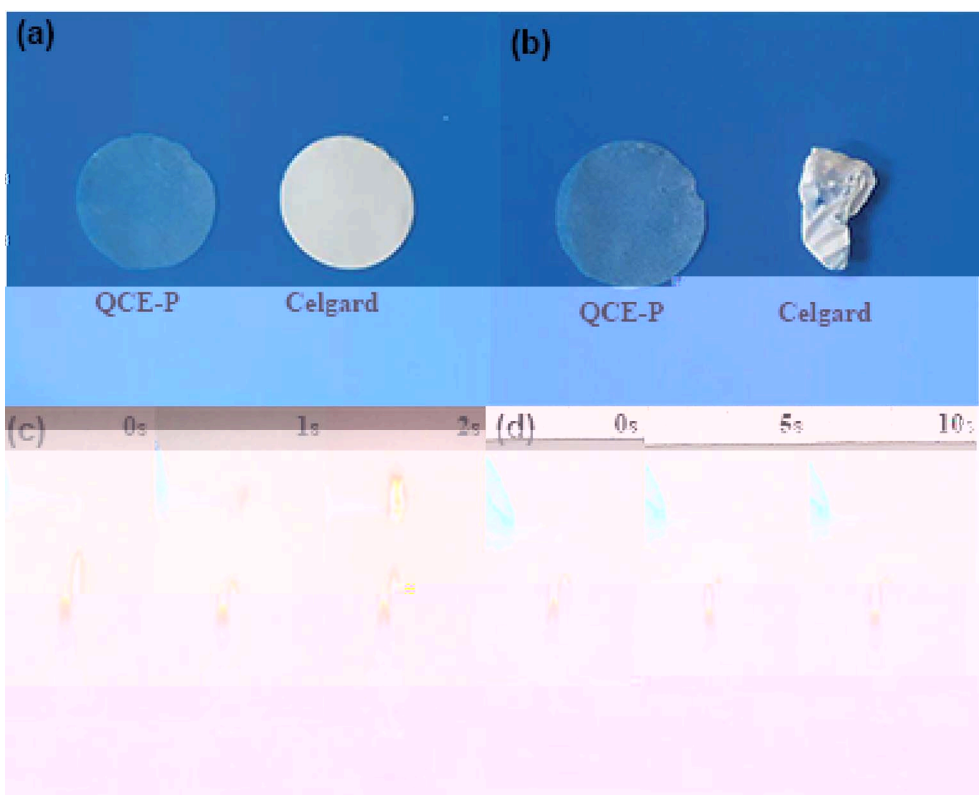 (a)
(b)
QCE-P Celgard
QCE-P Celgard
(c) 0s 1s 2s
(d) 0s 5s 10s